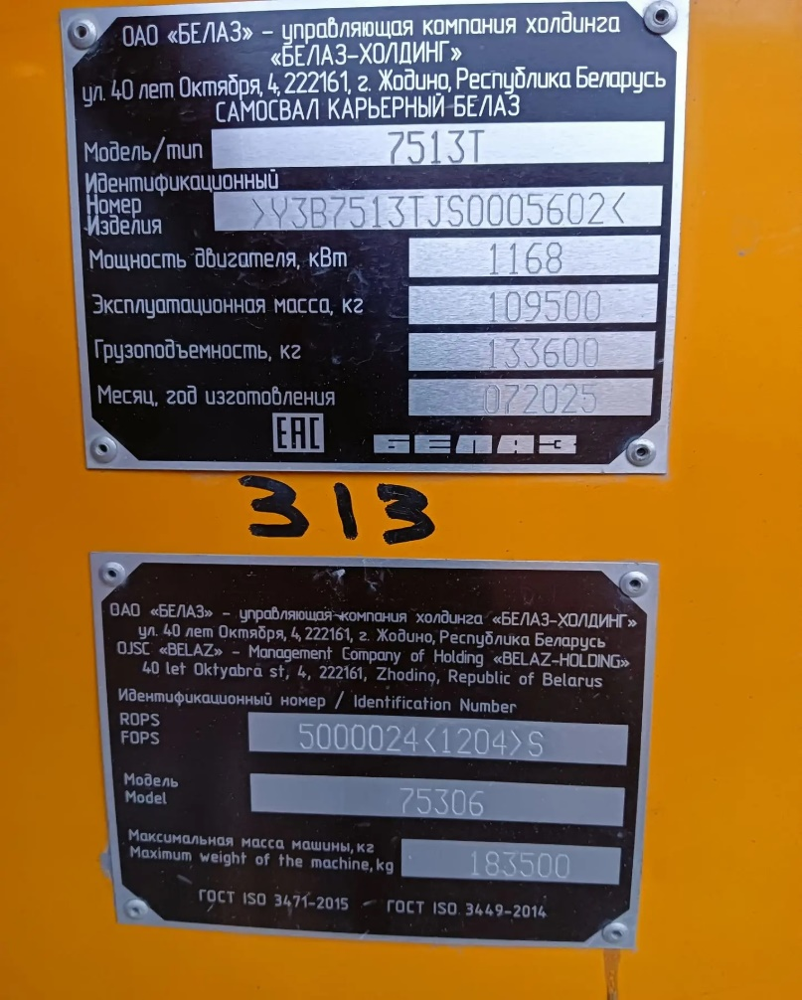 ОАО «БЕЛАЗ» - управляющая компания холдинга
«БЕЛАЗ-ХОЛДИНГ»
ул. 40 лет Октября, 4, 222161, г. Жодино, Республика Беларусь
САМОСВАЛ КАРЬЕРНЫЙ БЕЛАЗ
Модель/тип 7513T
Идентификационный
Номер
Изделия >Y3B7513TJS0005602<
Мощность двигателя, кВт 1168
Эксплуатационная масса, кг 109500
Грузоподъемность, кг 133600
Месяц, год изготовления 072025
EAC БЕЛАЗ
313
ОАО «БЕЛАЗ» - управляющая компания холдинга «БЕЛАЗ-ХОЛДИНГ»
ул. 40 лет Октября, 4, 222161, г. Жодино, Республика Беларусь
OJSC «BELAZ» - Management Company of Holding «BELAZ-HOLDING»
40 let Oktyabra st, 4, 222161, Zhodino, Republic of Belarus
Идентификационный номер / Identification Number
ROPS
FOPS 5000024<1204>S
Модель
Model 75306
Максимальная масса машины, кг
Maximum weight of the machine, kg 183500
ГОСТ ISO 3471-2015 ГОСТ ISO 3449-2014